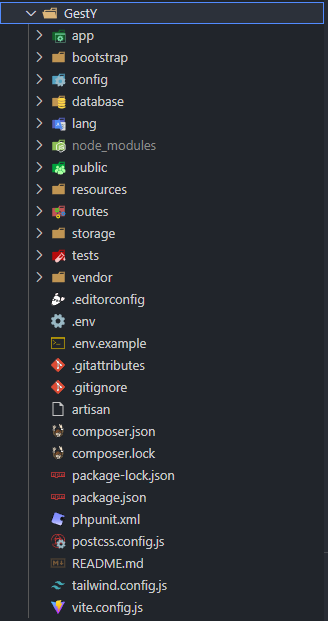 GestY
app
bootstrap
config
database
lang
node_modules
public
resources
routes
storage
tests
vendor
.editorconfig
.env
.env.example
.gitattributes
.gitignore
artisan
composer.json
composer.lock
package-lock.json
package.json
phpunit.xml
postcss.config.js
README.md
tailwind.config.js
vite.config.js